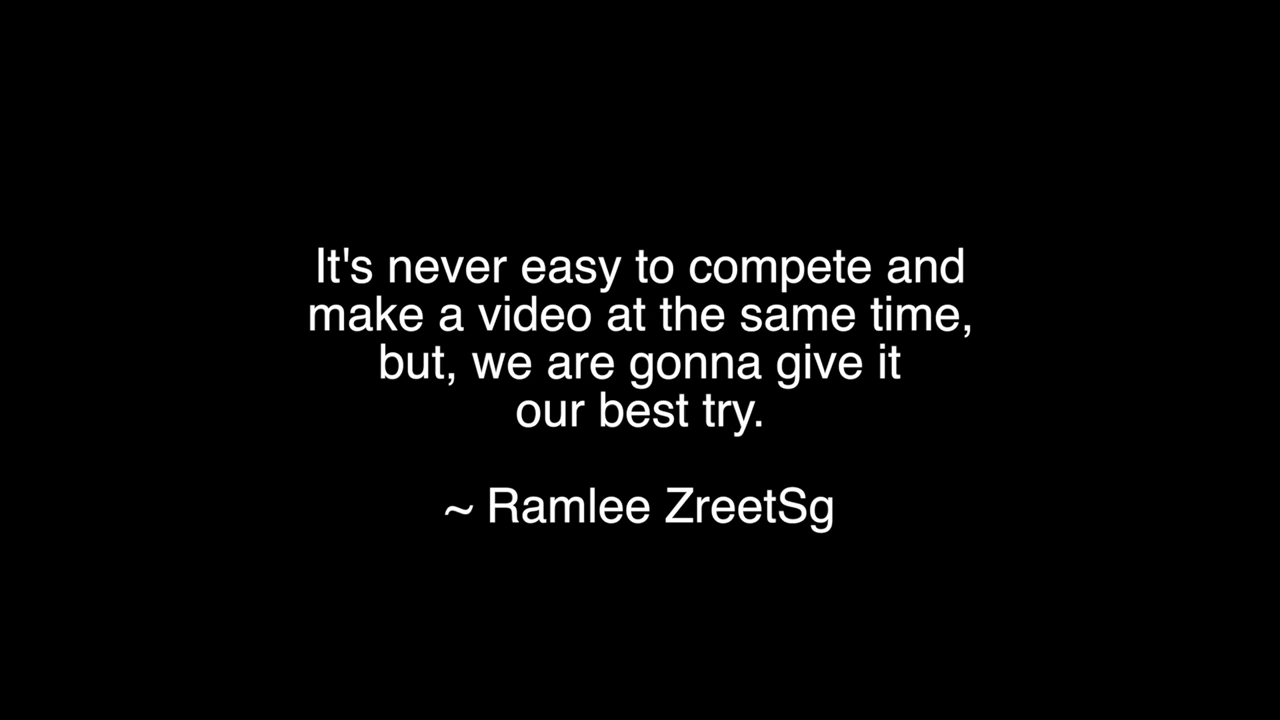 It's never easy to compete and
make a video at the same time,
but, we are gonna give it
our best try.
~ Ramlee ZreetSg